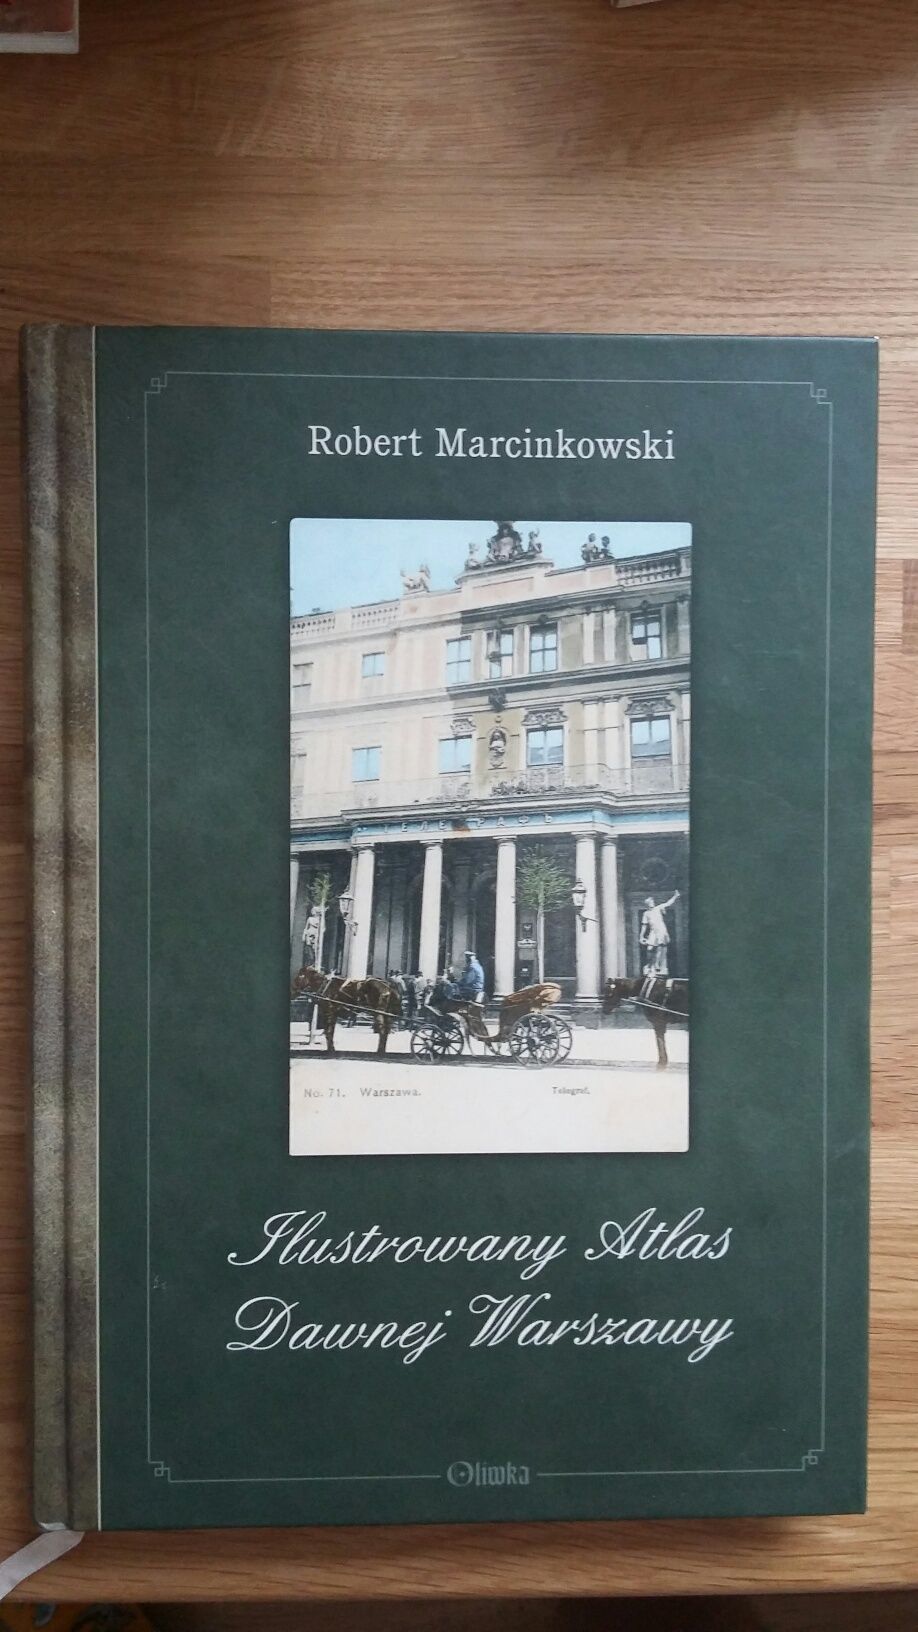 Robert Marcinkowski
ТЕЛЕГРАФЪ
No. 71. Warszawa. Telegraf.
Ilustrowany Atlas
Dawnej Warszawy
Oliwka